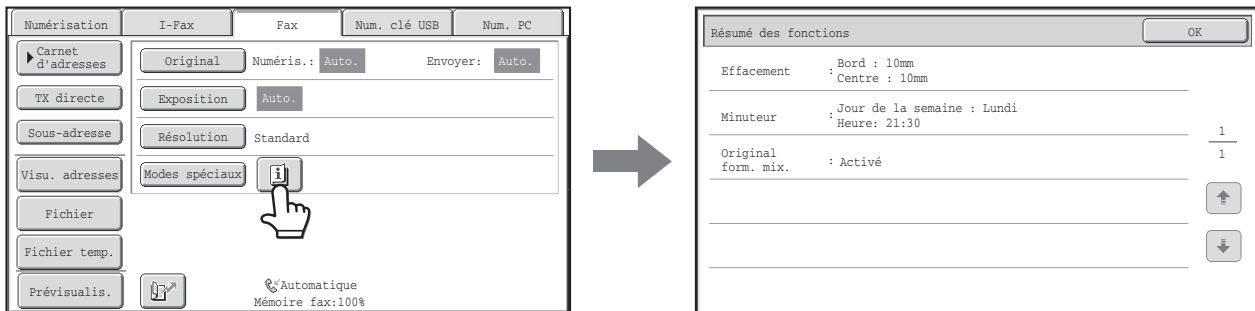 Numérisation
I-Fax
Fax
Num. clé USB
Num. PC
Carnet
d'adresses
Original
Numéris.: Auto.
Envoyer: Auto.
TX directe
Exposition
Auto.
Sous-adresse
Résolution
Standard
Visu. adresses
Modes spéciaux
Fichier
Fichier temp.
Prévisualis.
Automatique
Mémoire fax:100%
Résumé des fonctions
OK
Effacement
: Bord : 10mm
Centre : 10mm
Minuteur
: Jour de la semaine : Lundi
Heure: 21:30
Original
form. mix.
: Activé
1
1